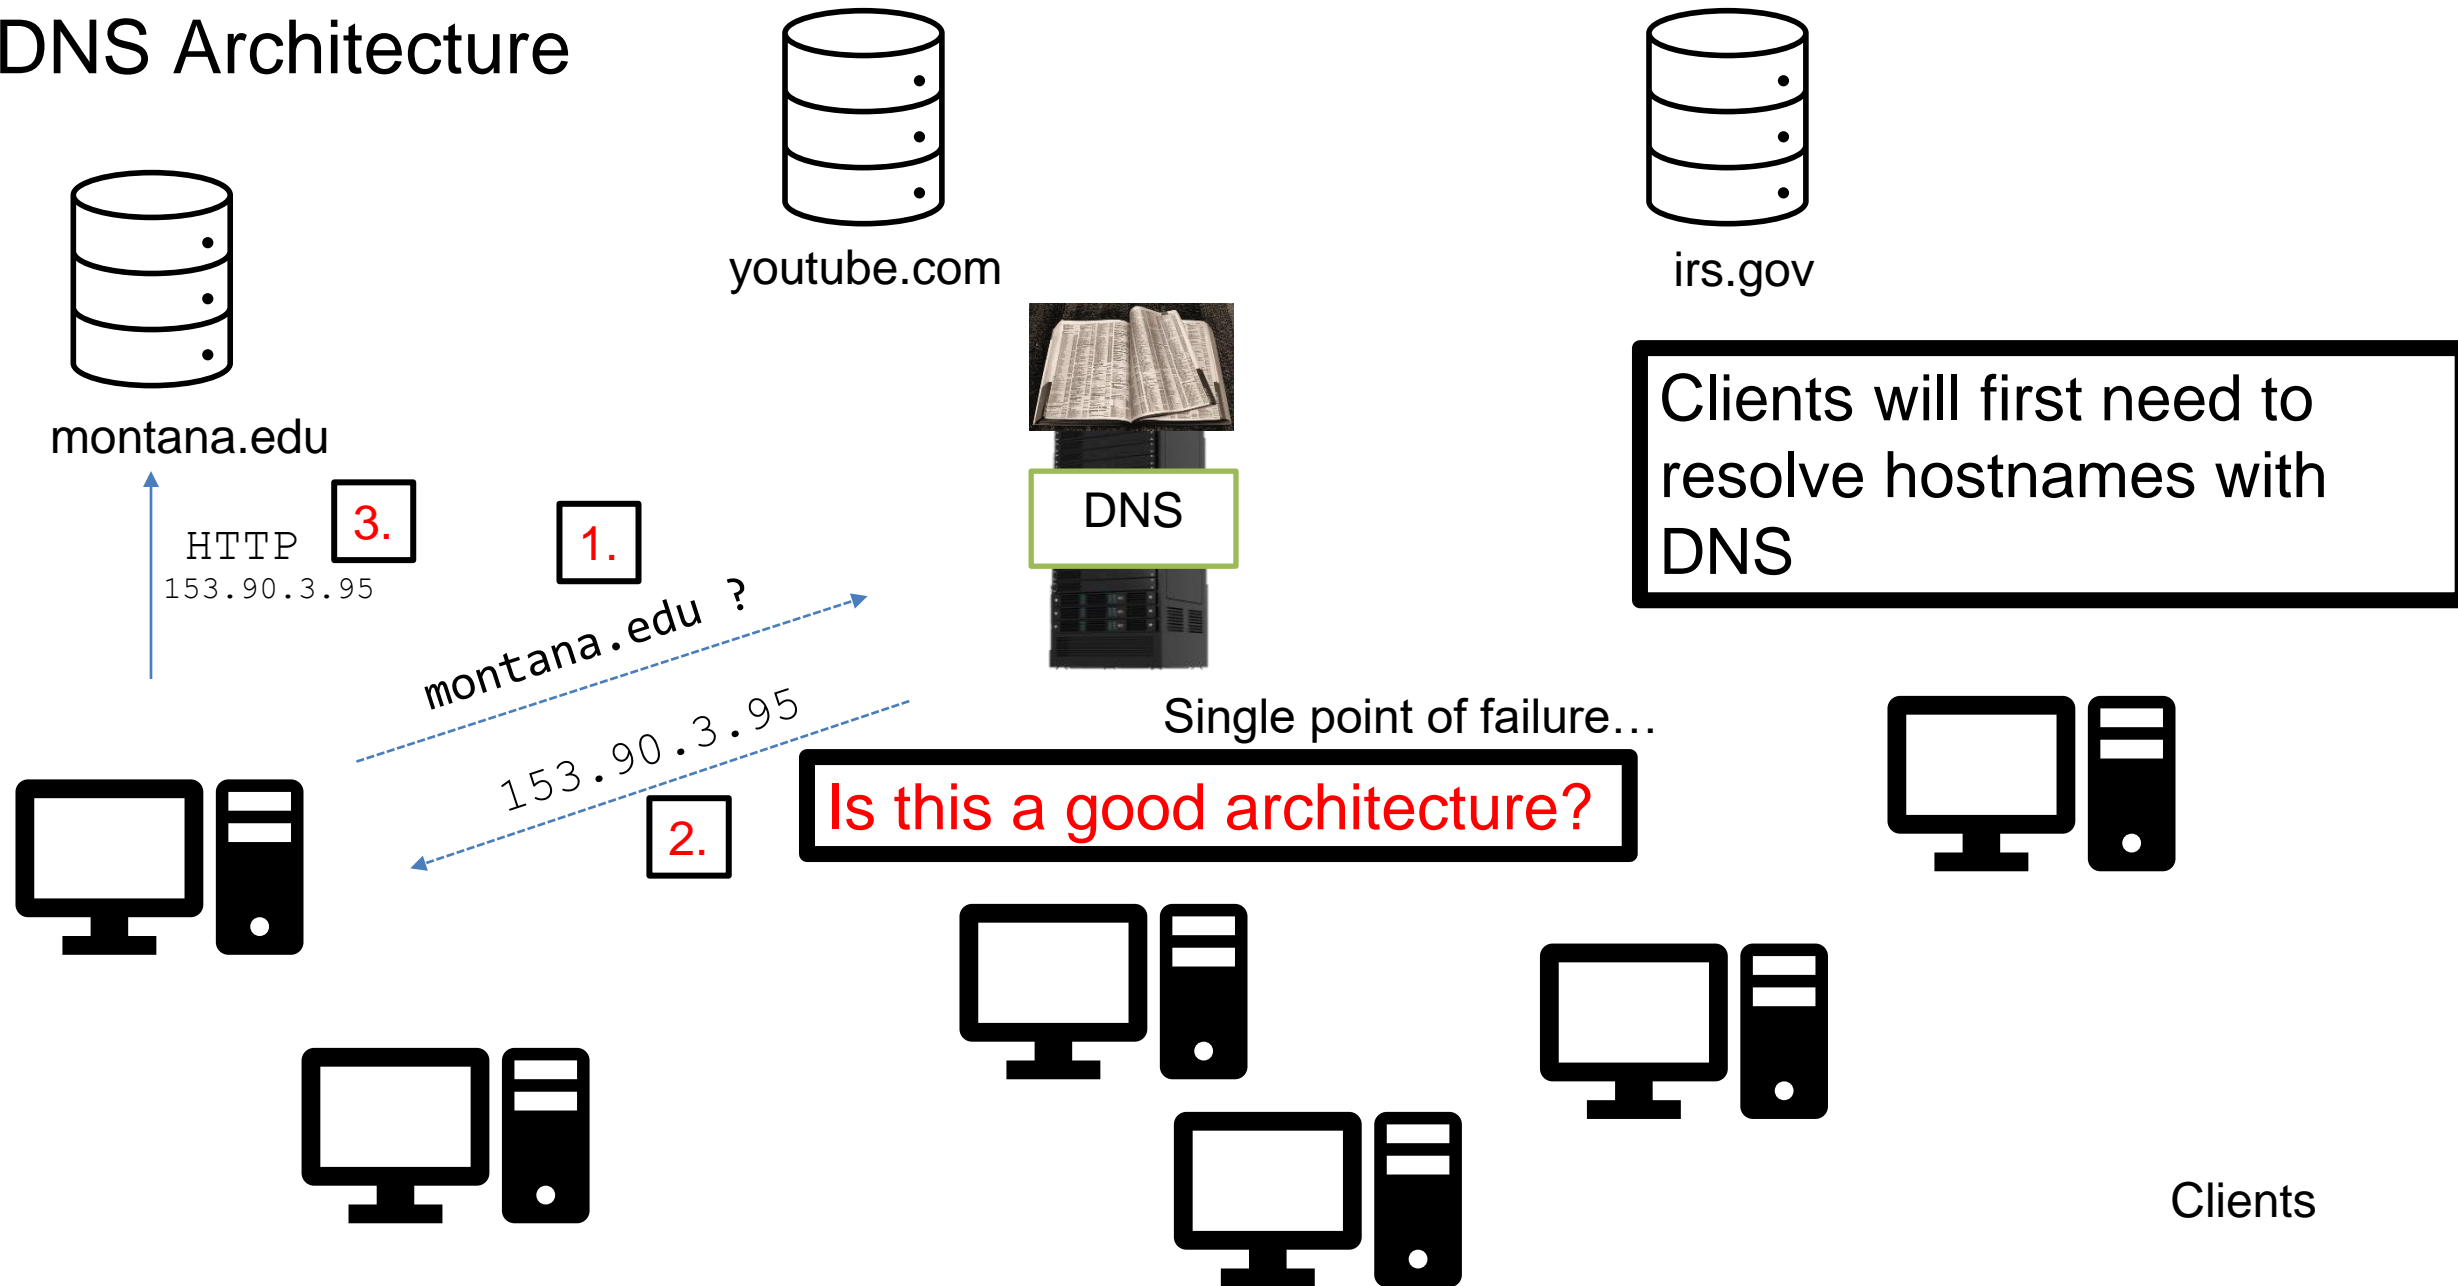 DNS Architecture
youtube.com
irs.gov
montana.edu
Clients will first need to
resolve hostnames with
DNS
DNS
3.
1.
HTTP
153.90.3.95
montana.edu ?
153.90.3.95
2.
Single point of failure…
Is this a good architecture?
Clients